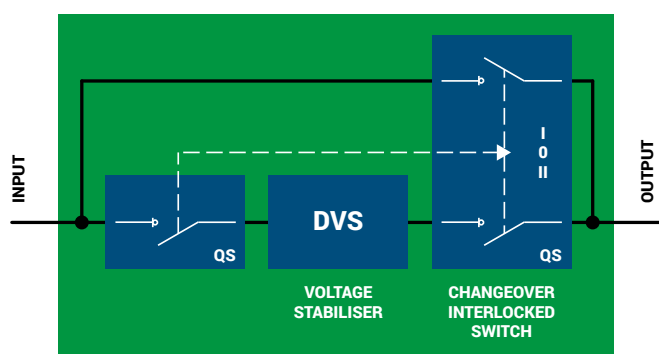 INPUT
QS
DVS
VOLTAGE
STABILISER
I
0
II
QS
CHANGEOVER
INTERLOCKED
SWITCH
OUTPUT